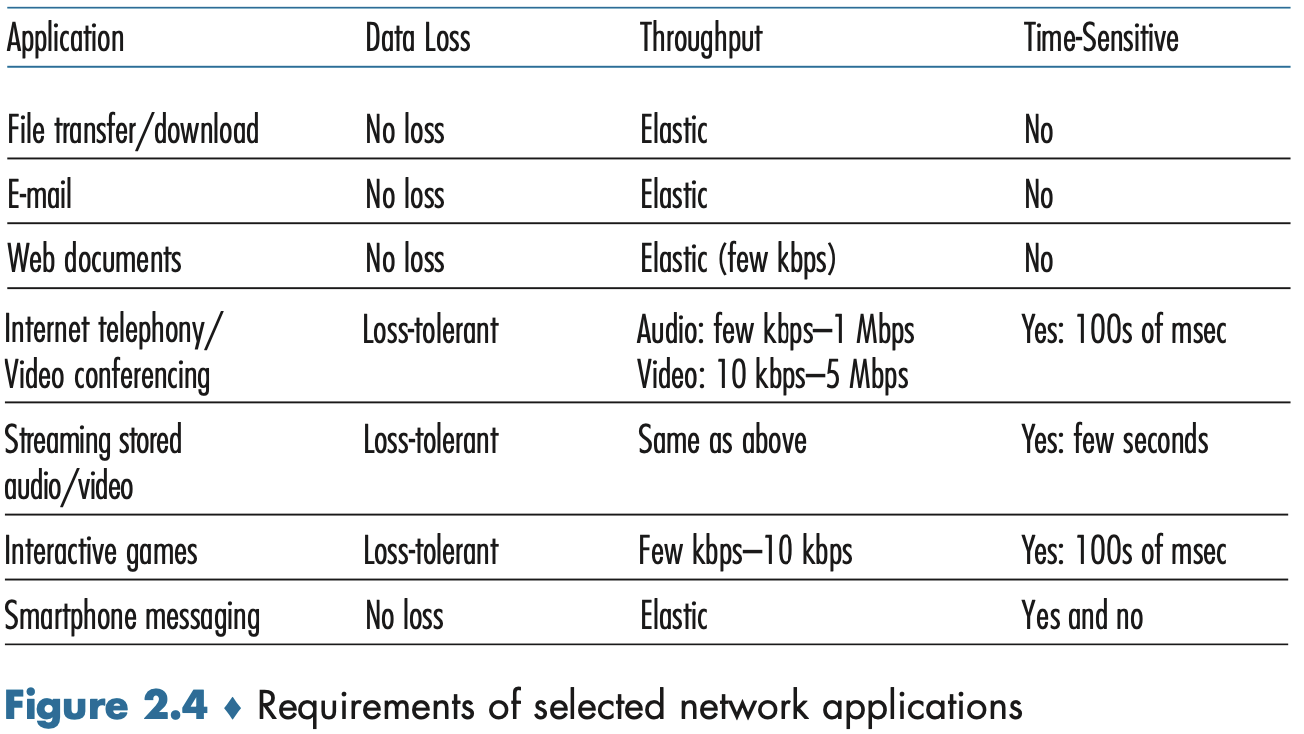 Application Data Loss Throughput Time-Sensitive
File transfer/download No loss Elastic No
E-mail No loss Elastic No
Web documents No loss Elastic (few kbps) No
Internet telephony/ Loss-tolerant Audio: few kbps–1 Mbps Yes: 100s of msec
Video conferencing Video: 10 kbps–5 Mbps
Streaming stored Loss-tolerant Same as above Yes: few seconds
audio/video
Interactive games Loss-tolerant Few kbps–10 kbps Yes: 100s of msec
Smartphone messaging No loss Elastic Yes and no
Figure 2.4 ♦ Requirements of selected network applications